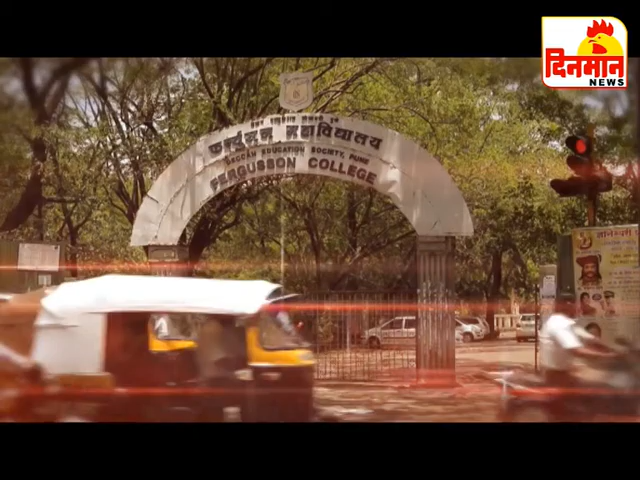 दिनमान
NEWS
फर्ग्युसन महाविद्यालय
DECCAN EDUCATION SOCIETY, PUNE
FERGUSSON COLLEGE